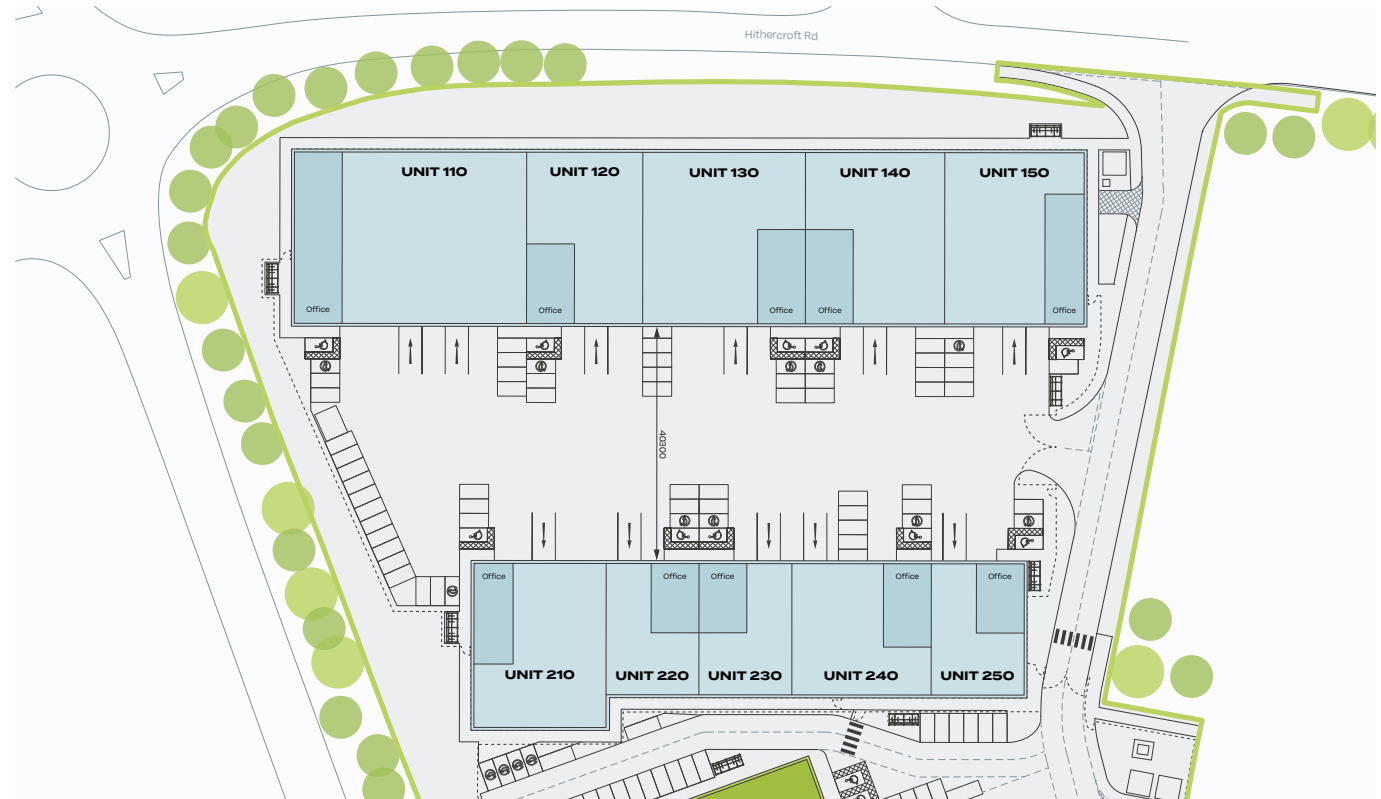 Hithercroft Rd
UNIT 110
UNIT 120
UNIT 130
UNIT 140
UNIT 150
Office
Office
Office
Office
Office
40300
Office
Office
Office
Office
Office
UNIT 210
UNIT 220
UNIT 230
UNIT 240
UNIT 250